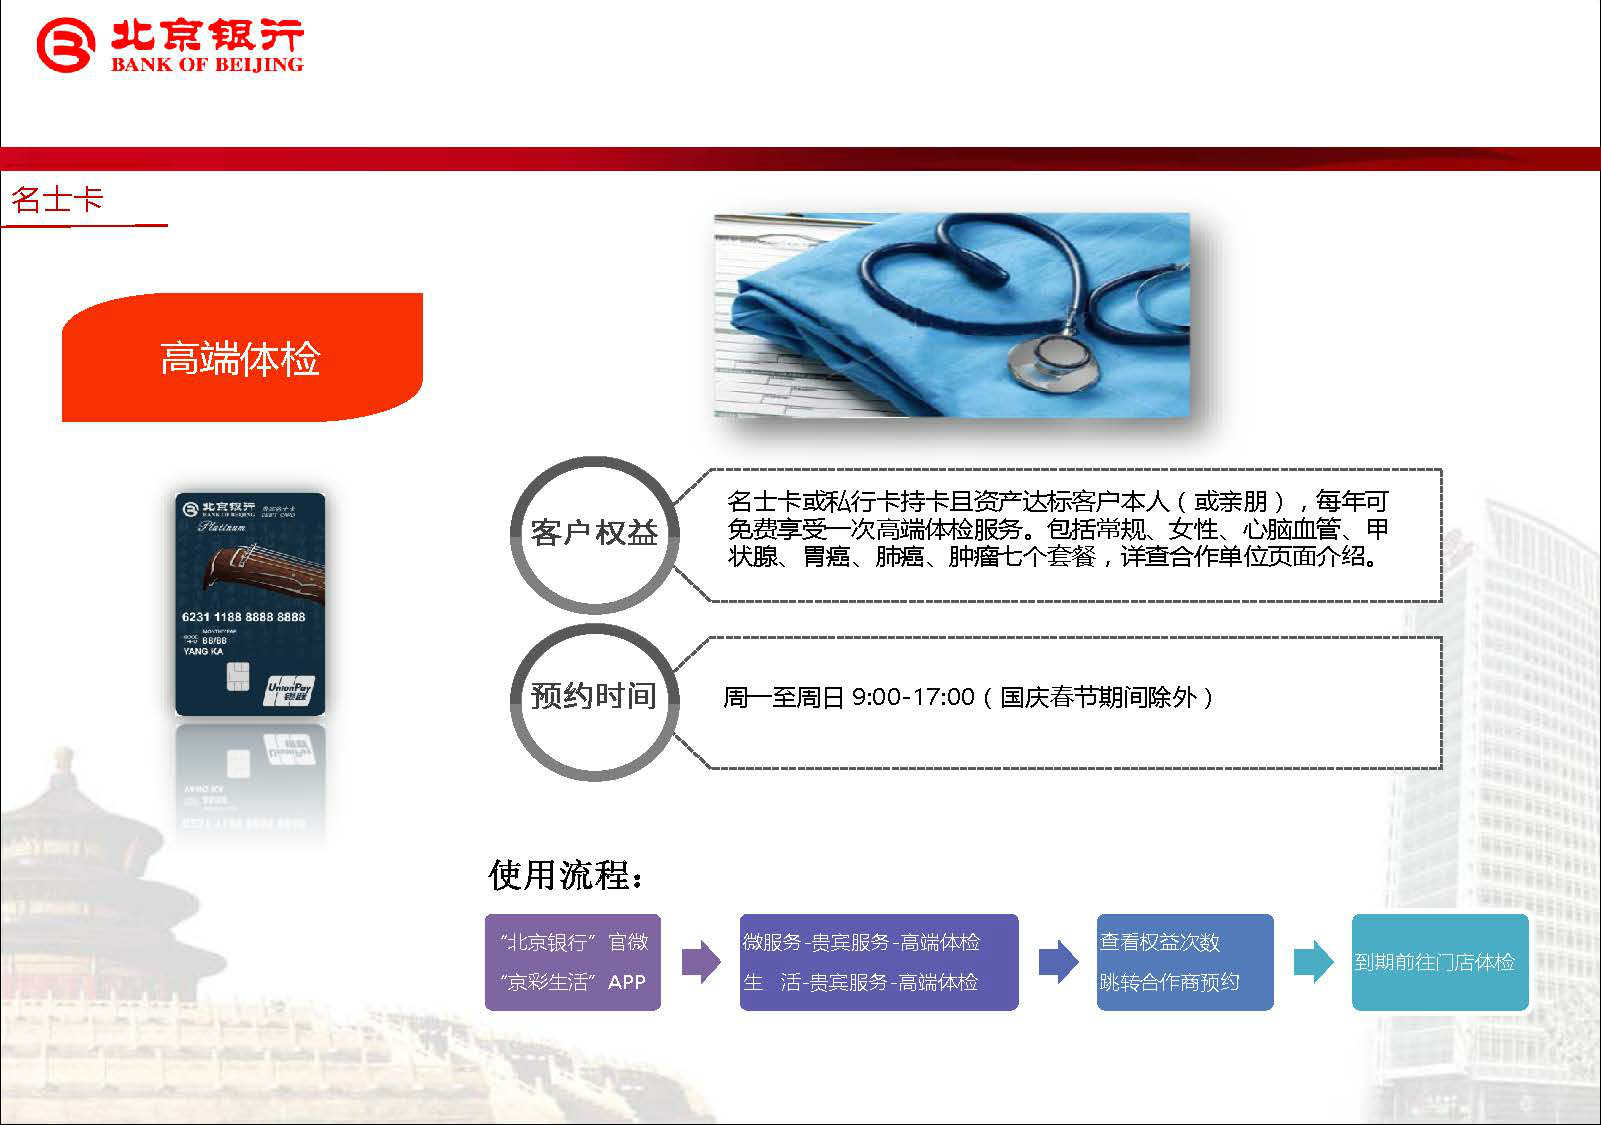 北京银行
BANK OF BEIJING
名士卡
高端体检
北京银行
BANK OF BEIJING
DEBIT CARD
Platinum
6231 1188 8888 8888
MONTH/YEAR
88/88
YANG KA
UnionPay
银联
客户权益
名士卡或私行卡持卡且资产达标客户本人（或亲朋），每年可
免费享受一次高端体检服务。包括常规、女性、心脑血管、甲
状腺、胃癌、肺癌、肿瘤七个套餐，详查合作单位页面介绍。
预约时间
周一至周日 9:00-17:00（国庆春节期间除外）
使用流程：
“北京银行”官微
“京彩生活”APP
微服务-贵宾服务-高端体检
生 活-贵宾服务-高端体检
查看权益次数
跳转合作商预约
到期前往门店体检